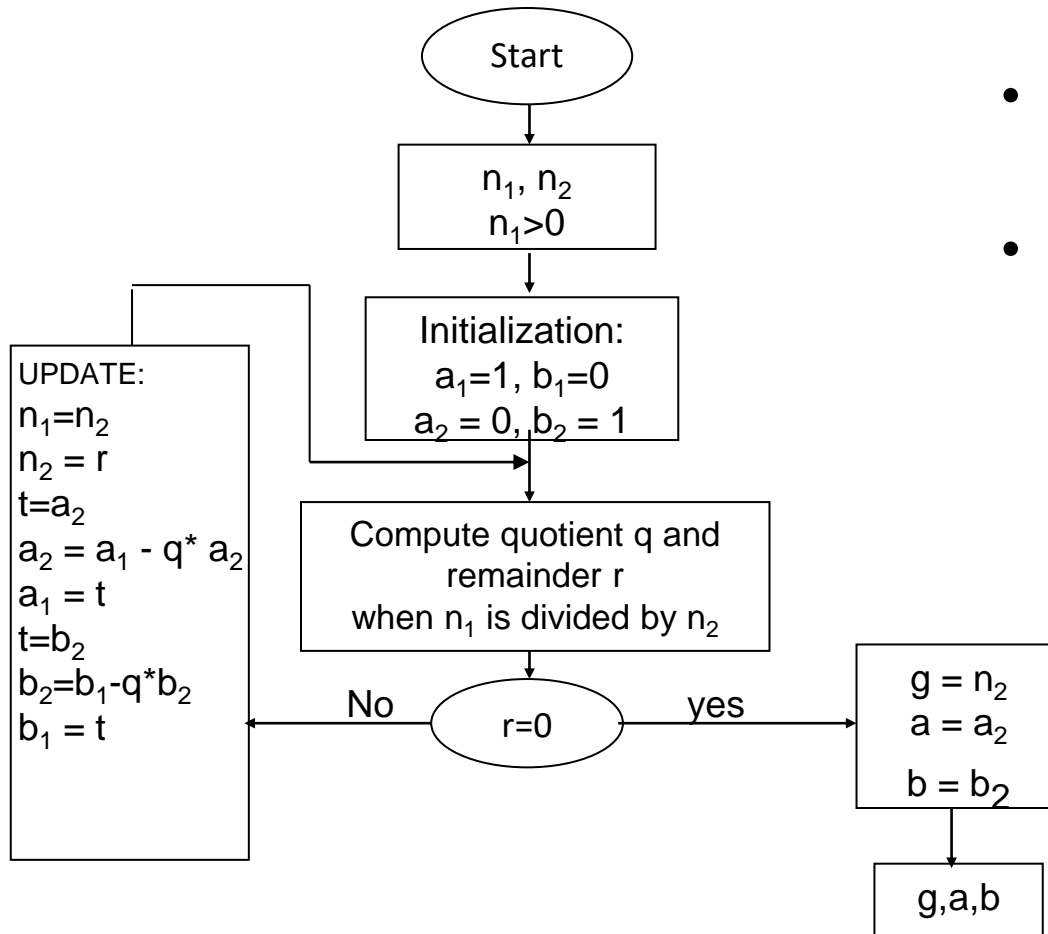 Start
•
n₁, n₂
n₁>0
•
Initialization:
a₁=1, b₁=0
a₂ = 0, b₂ = 1
UPDATE:
n₁=n₂
n₂ = r
t=a₂
a₂ = a₁ - q* a₂
a₁ = t
t=b₂
b₂=b₁-q*b₂
b₁ = t
Compute quotient q and
remainder r
when n₁ is divided by n₂
No
r=0
yes
g = n₂
a = a₂
b = b₂
g,a,b